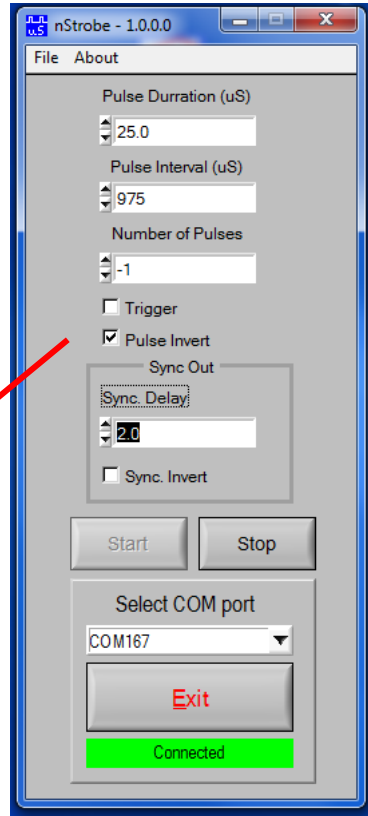 u.S nStrobe - 1.0.0.0
File About
Pulse Durration (uS)
25.0
Pulse Interval (uS)
975
Number of Pulses
-1
Trigger
Pulse Invert
Sync Out
Sync. Delay
2.0
Sync. Invert
Start Stop
Select COM port
COM167
Exit
Connected